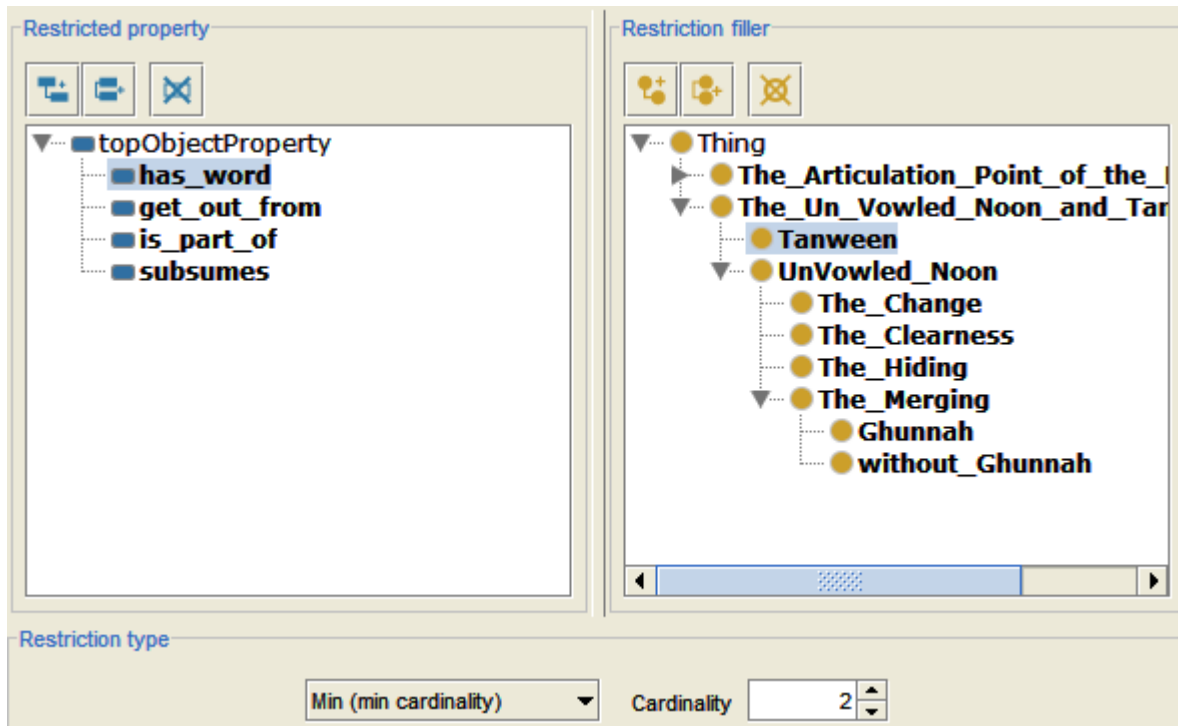 Restricted property
topObjectProperty
has_word
get_out_from
is_part_of
subsumes
Restriction filler
Thing
The_Articulation_Point_of_the_
The_Un_Vowled_Noon_and_Tan
Tanween
UnVowled_Noon
The_Change
The_Clearness
The_Hiding
The_Merging
Ghunnah
without_Ghunnah
Restriction type
Min (min cardinality)
Cardinality
2